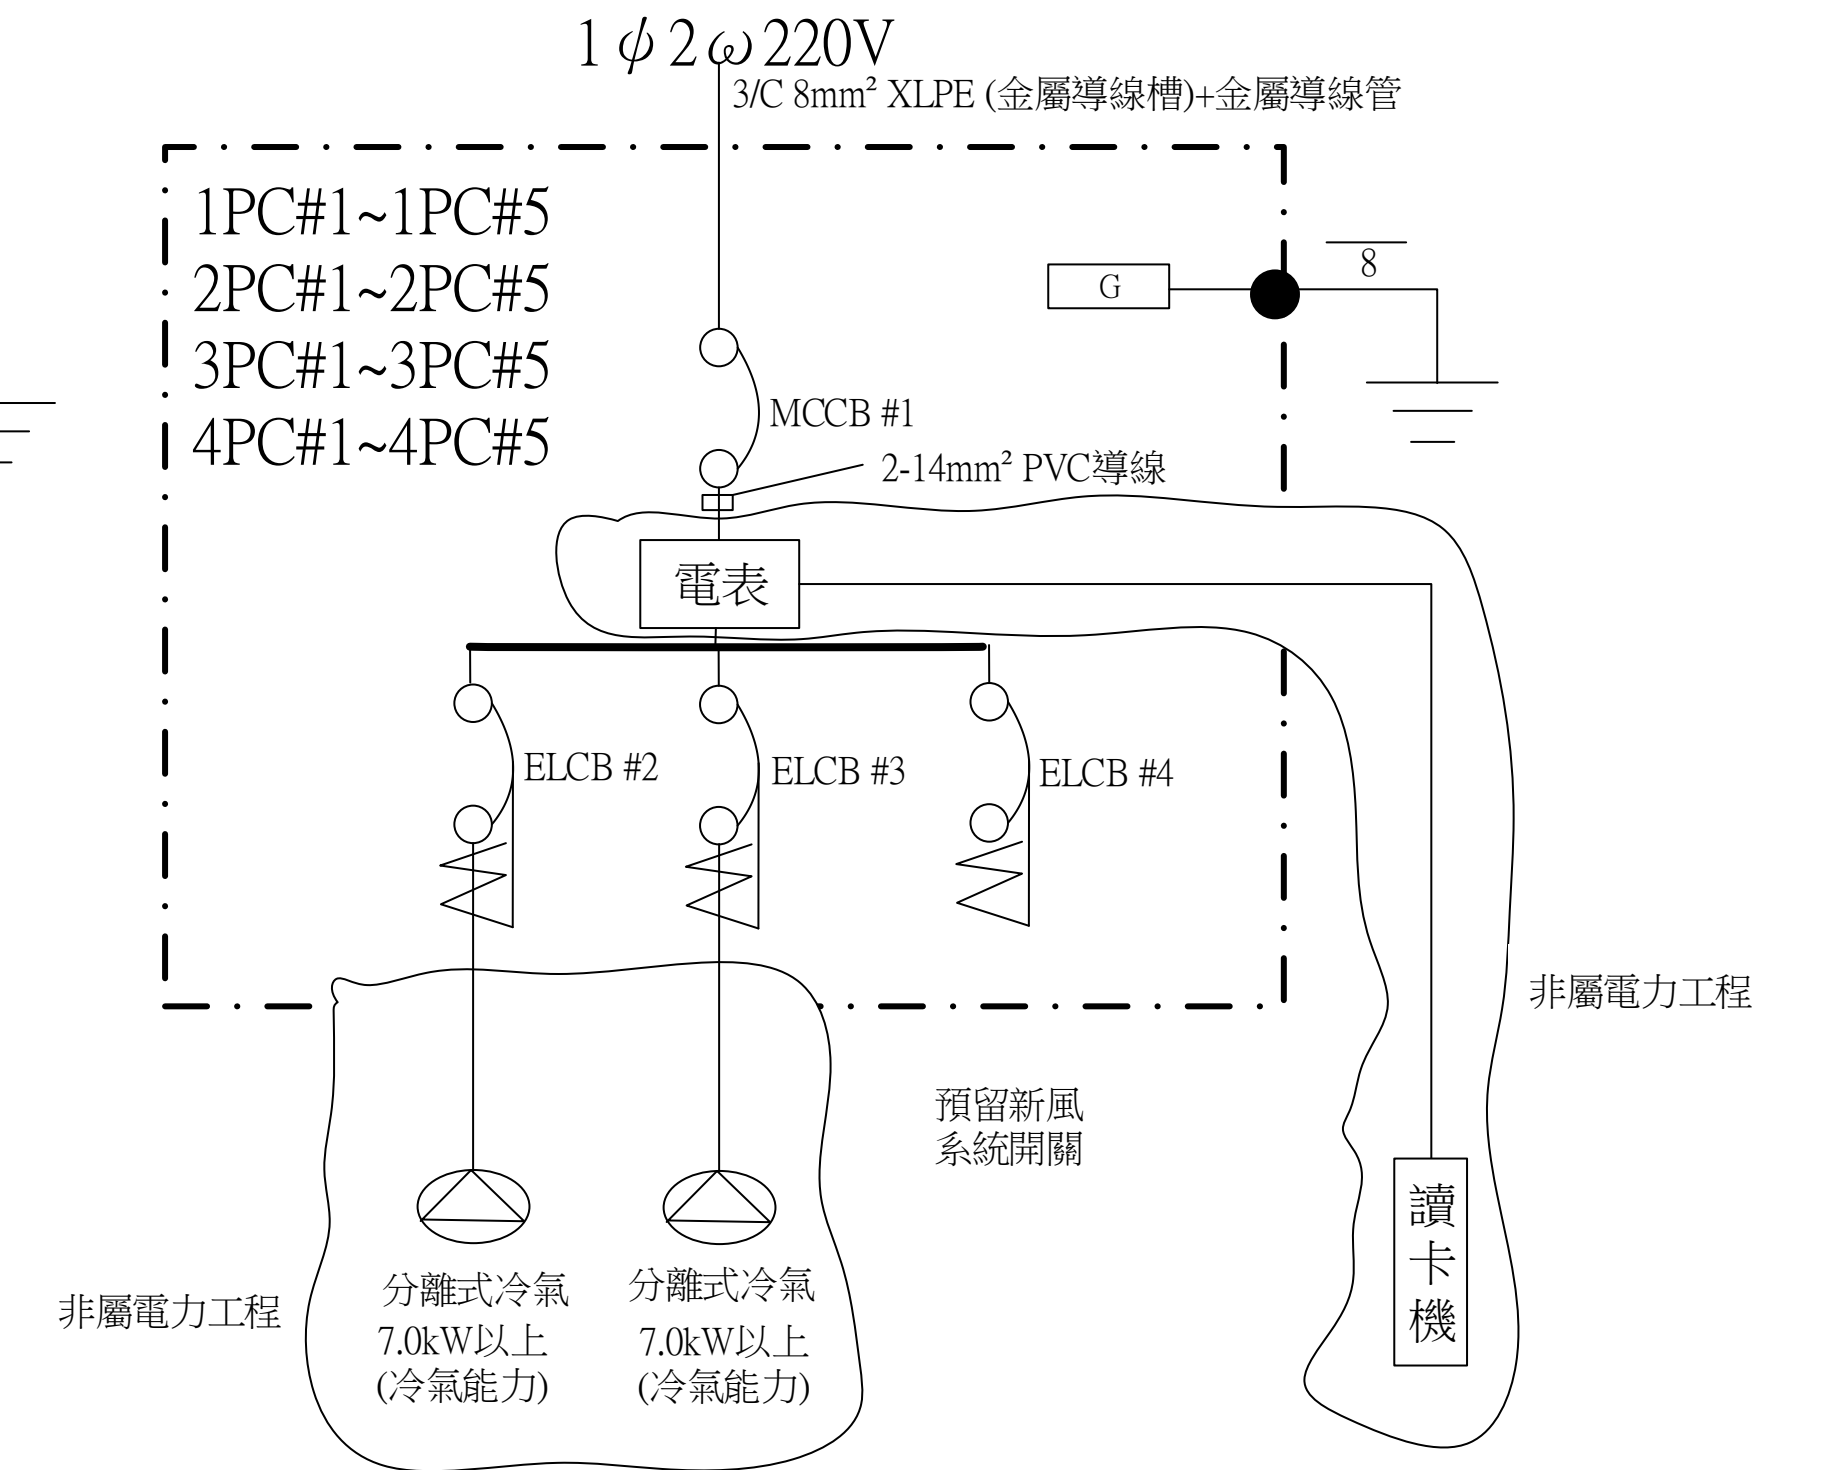 1φ2ω220V
3/C 8mm² XLPE (金屬導線槽)+金屬導線管
1PC#1~1PC#5
2PC#1~2PC#5
3PC#1~3PC#5
4PC#1~4PC#5
G
8
MCCB #1
2-14mm² PVC導線
電表
ELCB #2
ELCB #3
ELCB #4
非屬電力工程
預留新風
系統開關
讀卡機
非屬電力工程
分離式冷氣
7.0kW以上
(冷氣能力)
分離式冷氣
7.0kW以上
(冷氣能力)